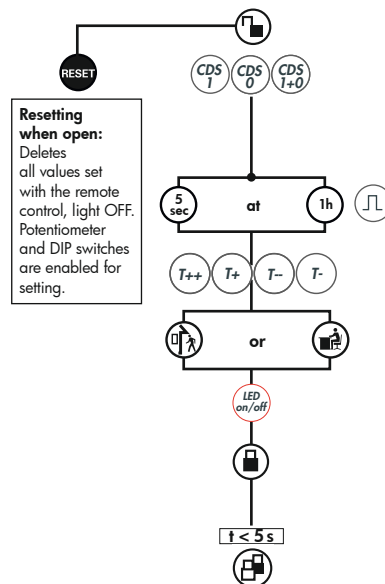 RESET
CDS
1
CDS
0
CDS
1+0
Resetting
when open:
Deletes
all values set
with the remote
control, light OFF.
Potentiometer
and DIP switches
are enabled for
setting.
5
sec
at
1h
T++
T+
T--
T-
or
LED
on/off
t < 5 s